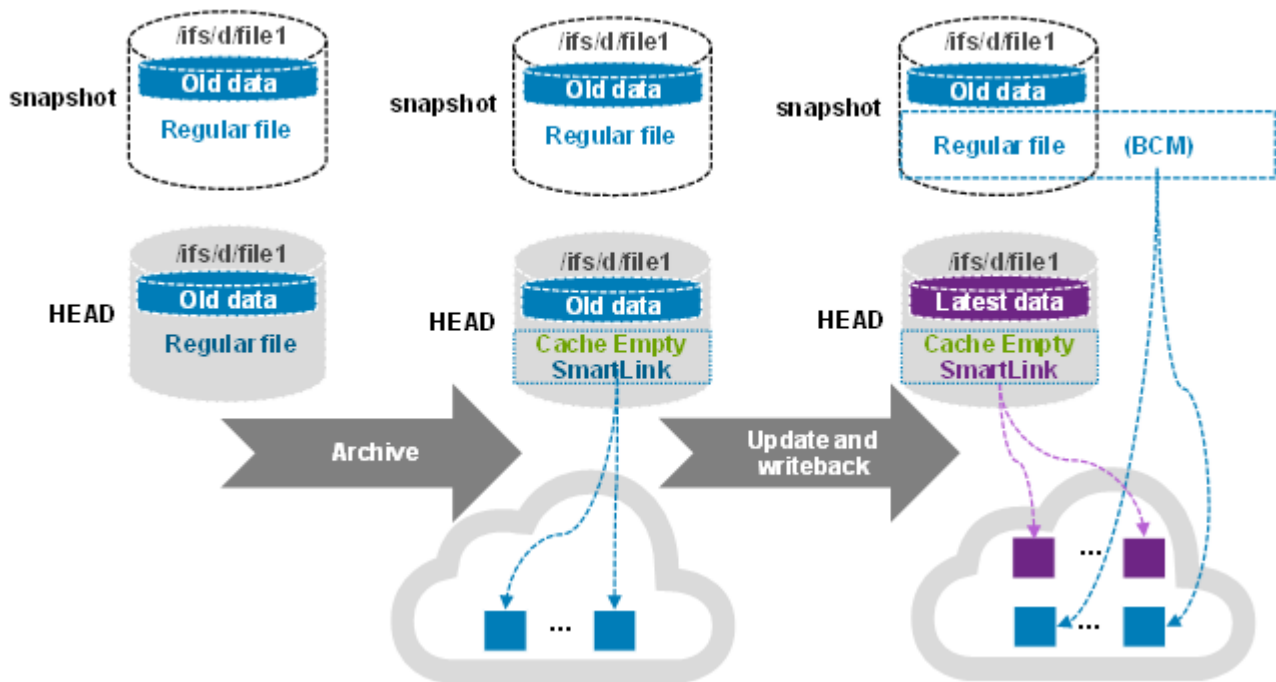 /ifs/d/file1
Old data
snapshot
Regular file
/ifs/d/file1
Old data
HEAD
Regular file
Archive
/ifs/d/file1
Old data
snapshot
Regular file
/ifs/d/file1
Old data
HEAD
Cache Empty
SmartLink
...
Update and
writeback
/ifs/d/file1
Old data
snapshot
Regular file (BCM)
/ifs/d/file1
Latest data
HEAD
Cache Empty
SmartLink
...
...